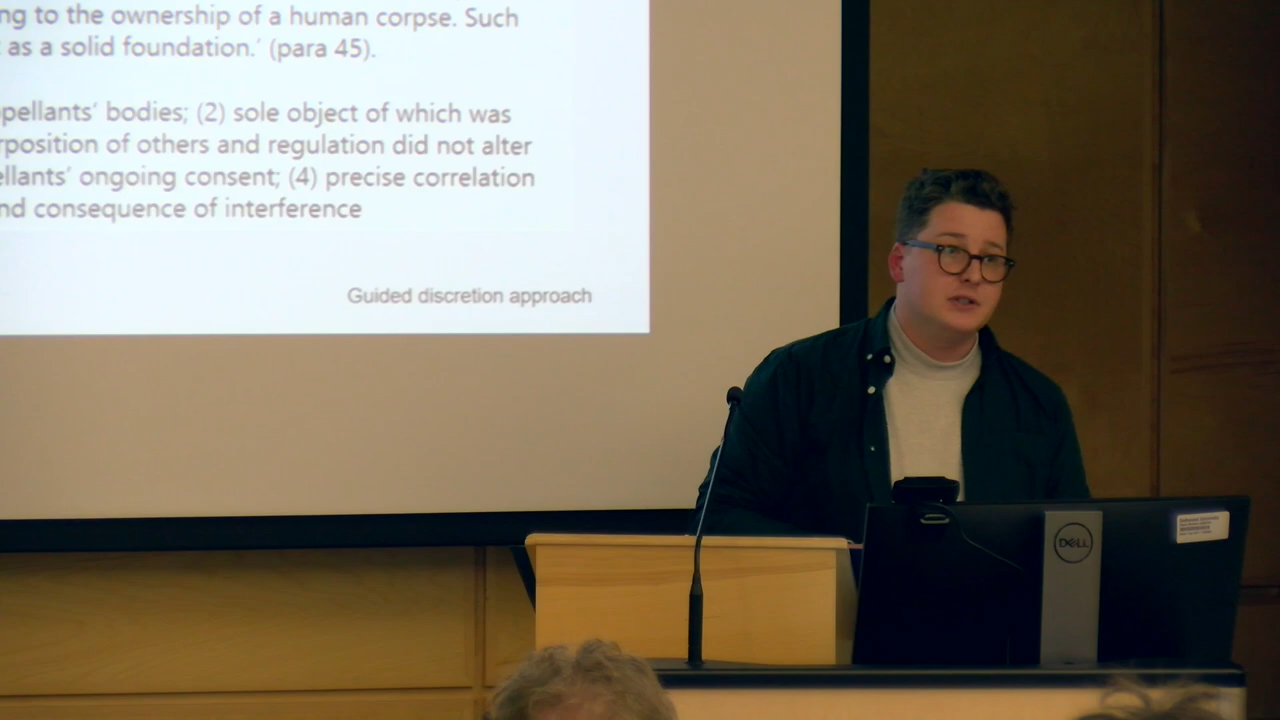 ng to the ownership of a human corpse. Such
as a solid foundation.' (para 45).
pellants' bodies; (2) sole object of which was
rposition of others and regulation did not alter
ellants' ongoing consent; (4) precise correlation
nd consequence of interference
Guided discretion approach
DELL